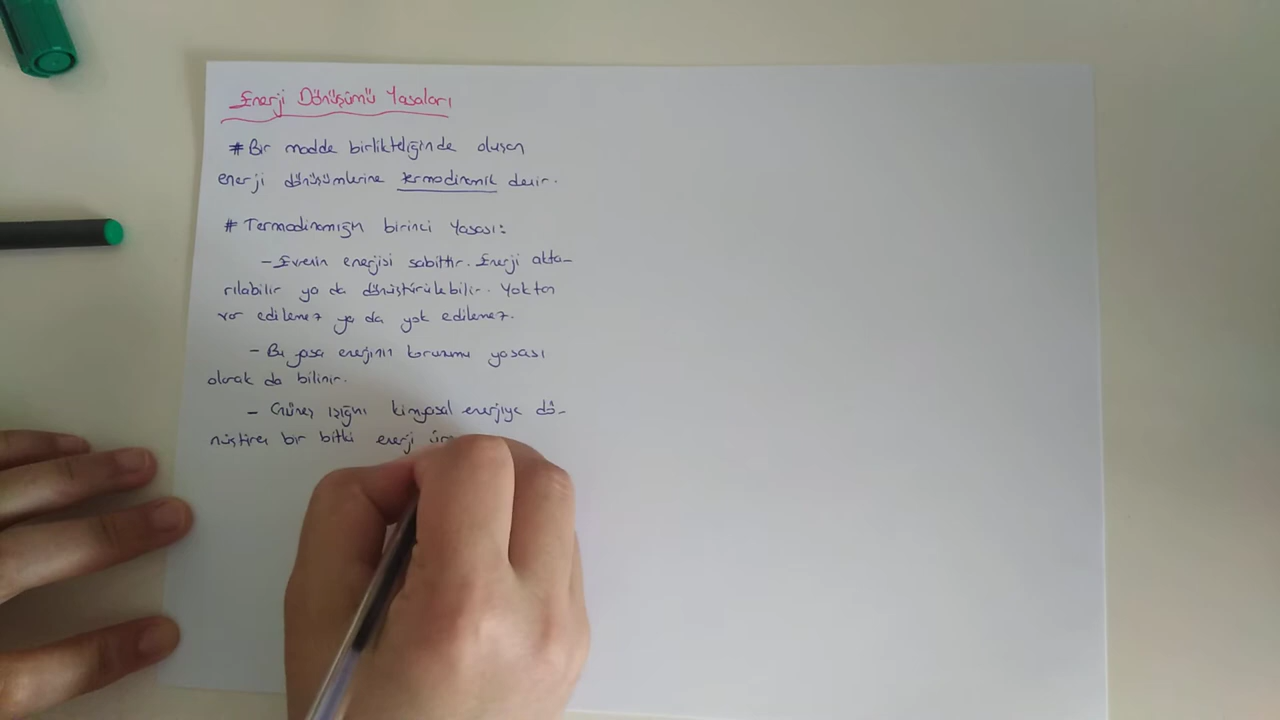 Enerji Dönüşümü Yasaları
# Bir madde birlikteliğinde oluşan
enerji dönüşümlerine termodinamik denir.
# Termodinamiğin birinci Yasası:
- Evrenin enerjisi sabittir. Enerji akta-
rılabilir ya da dönüştürülebilir. Yoktan
var edilemez ya da yok edilemez.
- Bu yasa enerjinin korunumu yasası
olarak da bilinir.
- Güneş ışığını kimyasal enerjiye dö-
nüştüren bir bitki enerji